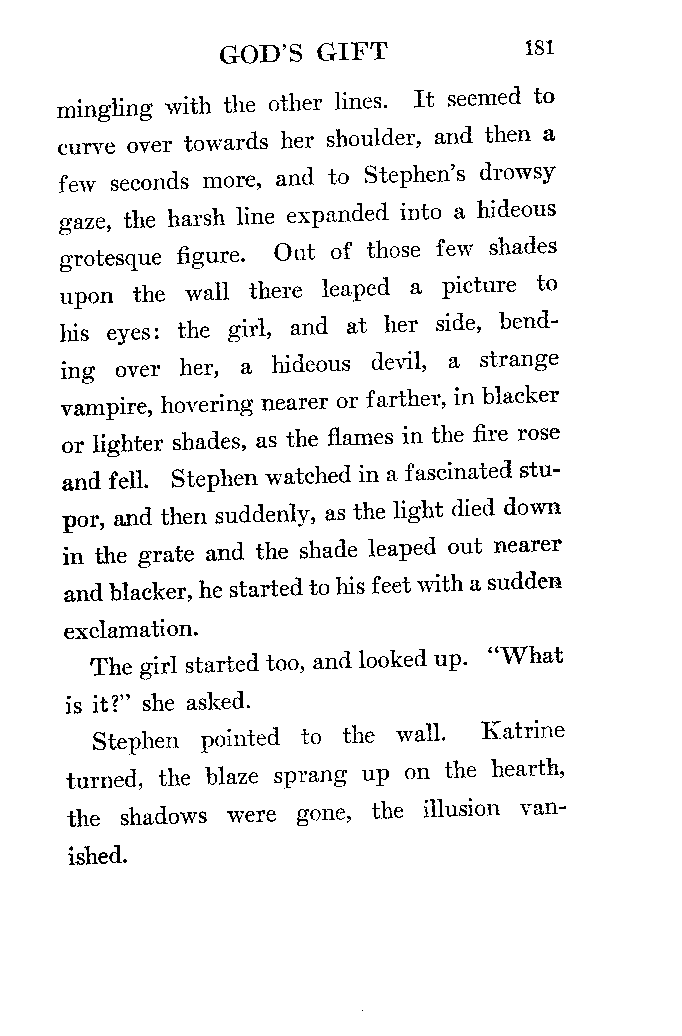 GOD'S GIFT 181
mingling with the other lines. It seemed to
curve over towards her shoulder, and then a
few seconds more, and to Stephen's drowsy
gaze, the harsh line expanded into a hideous
grotesque figure. Out of those few shades
upon the wall there leaped a picture to
his eyes: the girl, and at her side, bend-
ing over her, a hideous devil, a strange
vampire, hovering nearer or farther, in blacker
or lighter shades, as the flames in the fire rose
and fell. Stephen watched in a fascinated stu-
por, and then suddenly, as the light died down
in the grate and the shade leaped out nearer
and blacker, he started to his feet with a sudden
exclamation.
The girl started too, and looked up. "What
is it?" she asked.
Stephen pointed to the wall. Katrine
turned, the blaze sprang up on the hearth,
the shadows were gone, the illusion van-
ished.